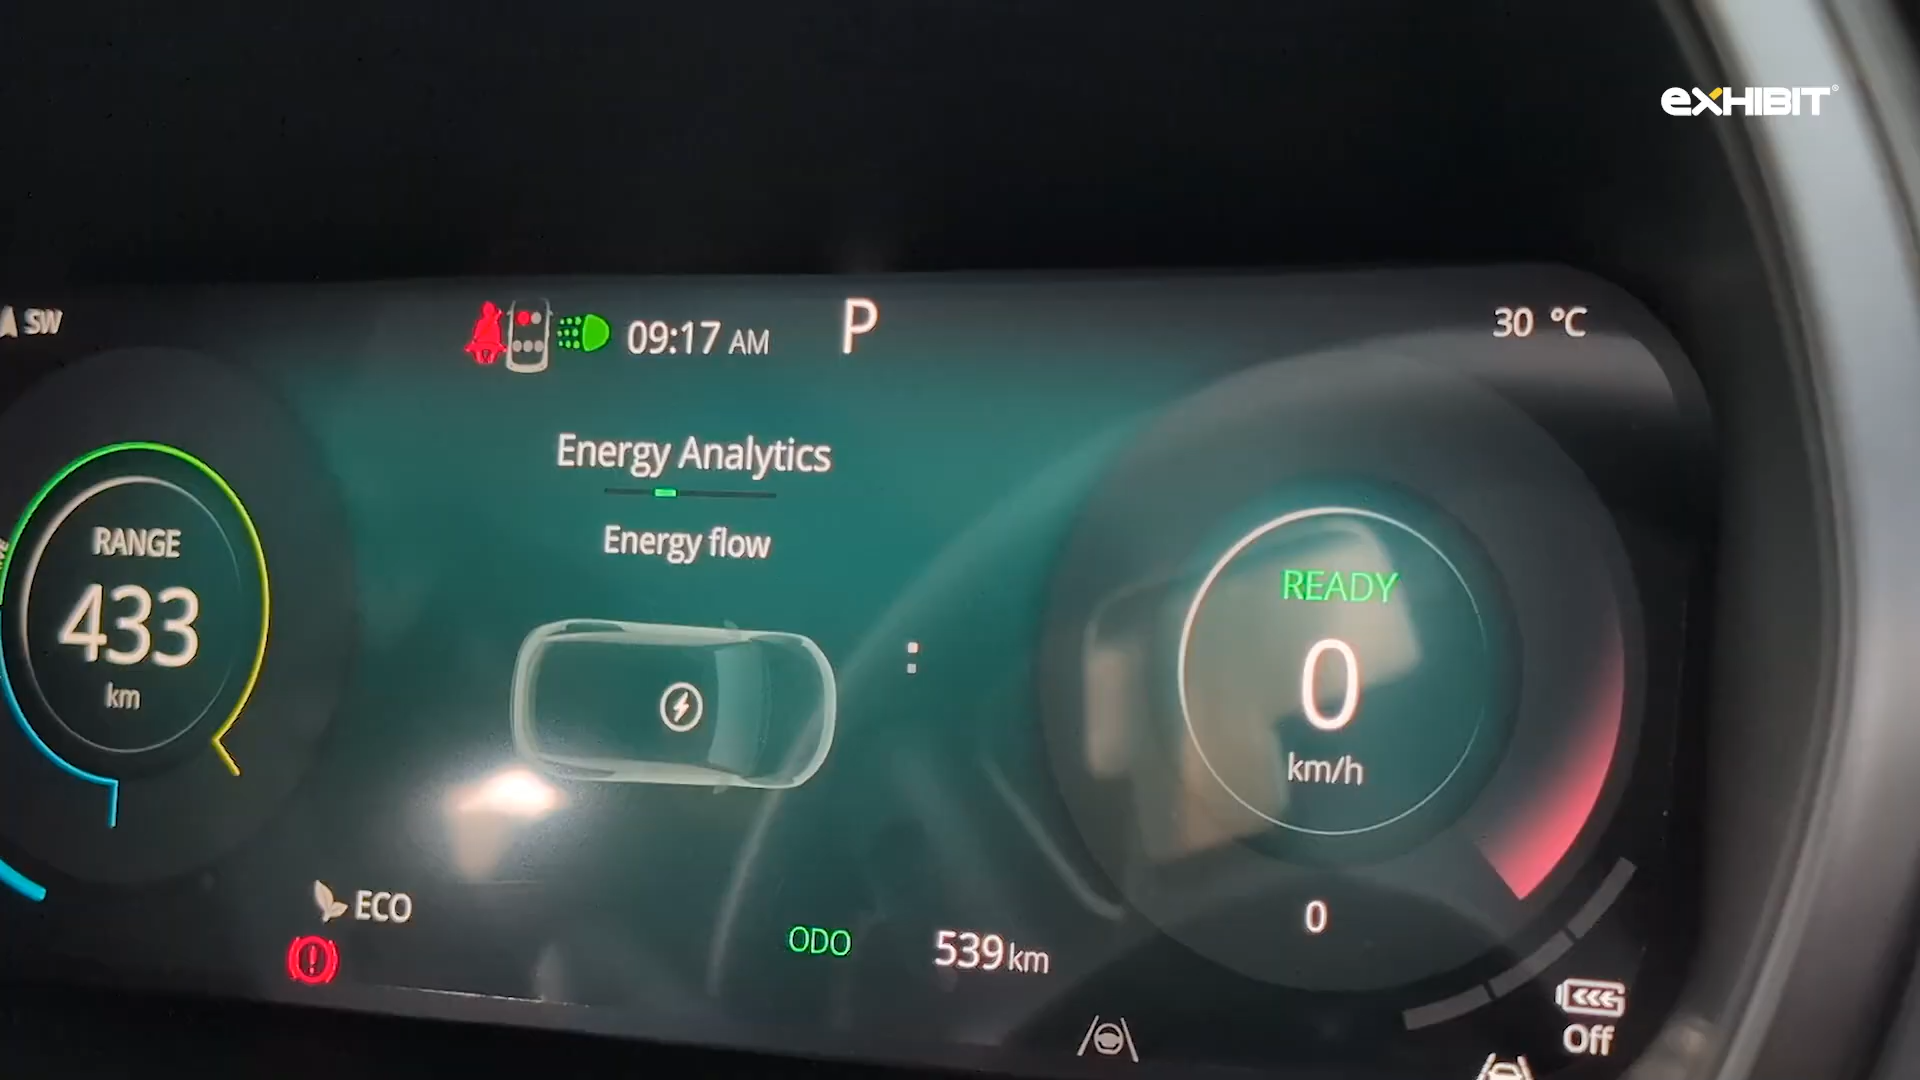 eXHIBIT®
SW
09:17 AM
P
30 °C
Energy Analytics
Energy flow
RANGE
433
km
READY
0
km/h
ECO
ODO
539 km
0
Off